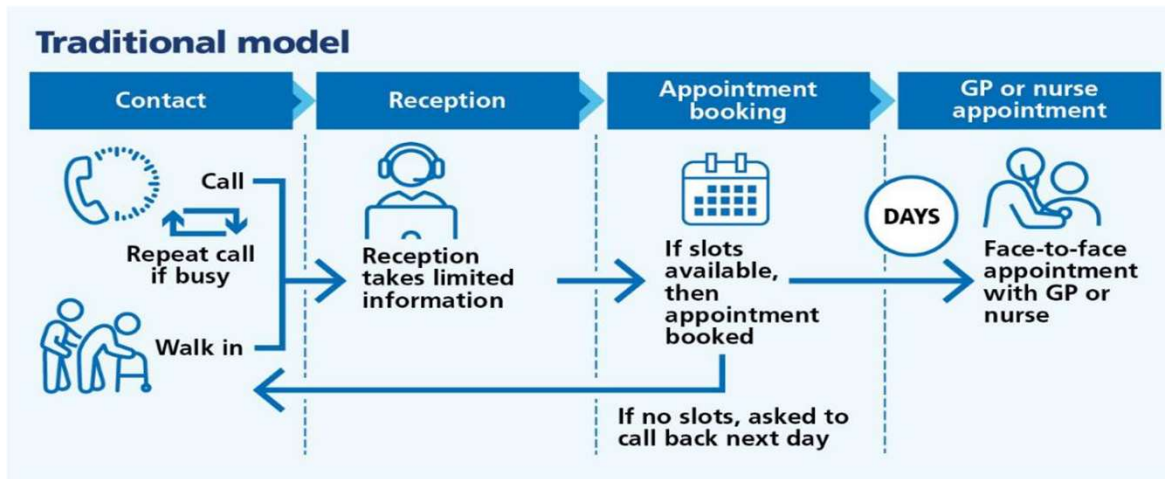 Traditional model
Contact
Reception
Appointment
booking
GP or nurse
appointment
Call
Repeat call
if busy
Walk in
Reception
takes limited
information
If slots
available,
then
appointment
booked
If no slots, asked to
call back next day
DAYS
Face-to-face
appointment
with GP or
nurse